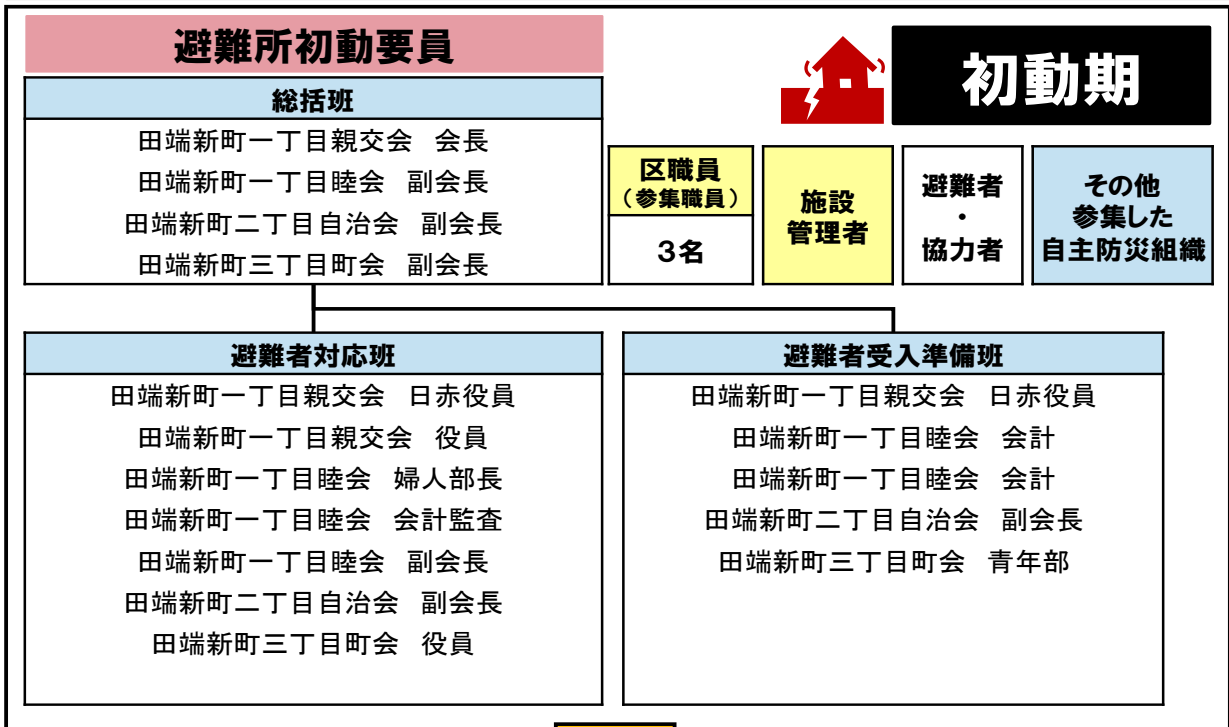 避難所初動要員
初動期
総括班
田端新町一丁目親交会　会長
田端新町一丁目睦会　副会長
田端新町二丁目自治会　副会長
田端新町三丁目町会　副会長
区職員
（参集職員）
3名
施設
管理者
避難者
・
協力者
その他
参集した
自主防災組織
避難者対応班
田端新町一丁目親交会　日赤役員
田端新町一丁目親交会　役員
田端新町一丁目睦会　婦人部長
田端新町一丁目睦会　会計監査
田端新町一丁目睦会　副会長
田端新町二丁目自治会　副会長
田端新町三丁目町会　役員
避難者受入準備班
田端新町一丁目親交会　日赤役員
田端新町一丁目睦会　会計
田端新町一丁目睦会　会計
田端新町二丁目自治会　副会長
田端新町三丁目町会　青年部